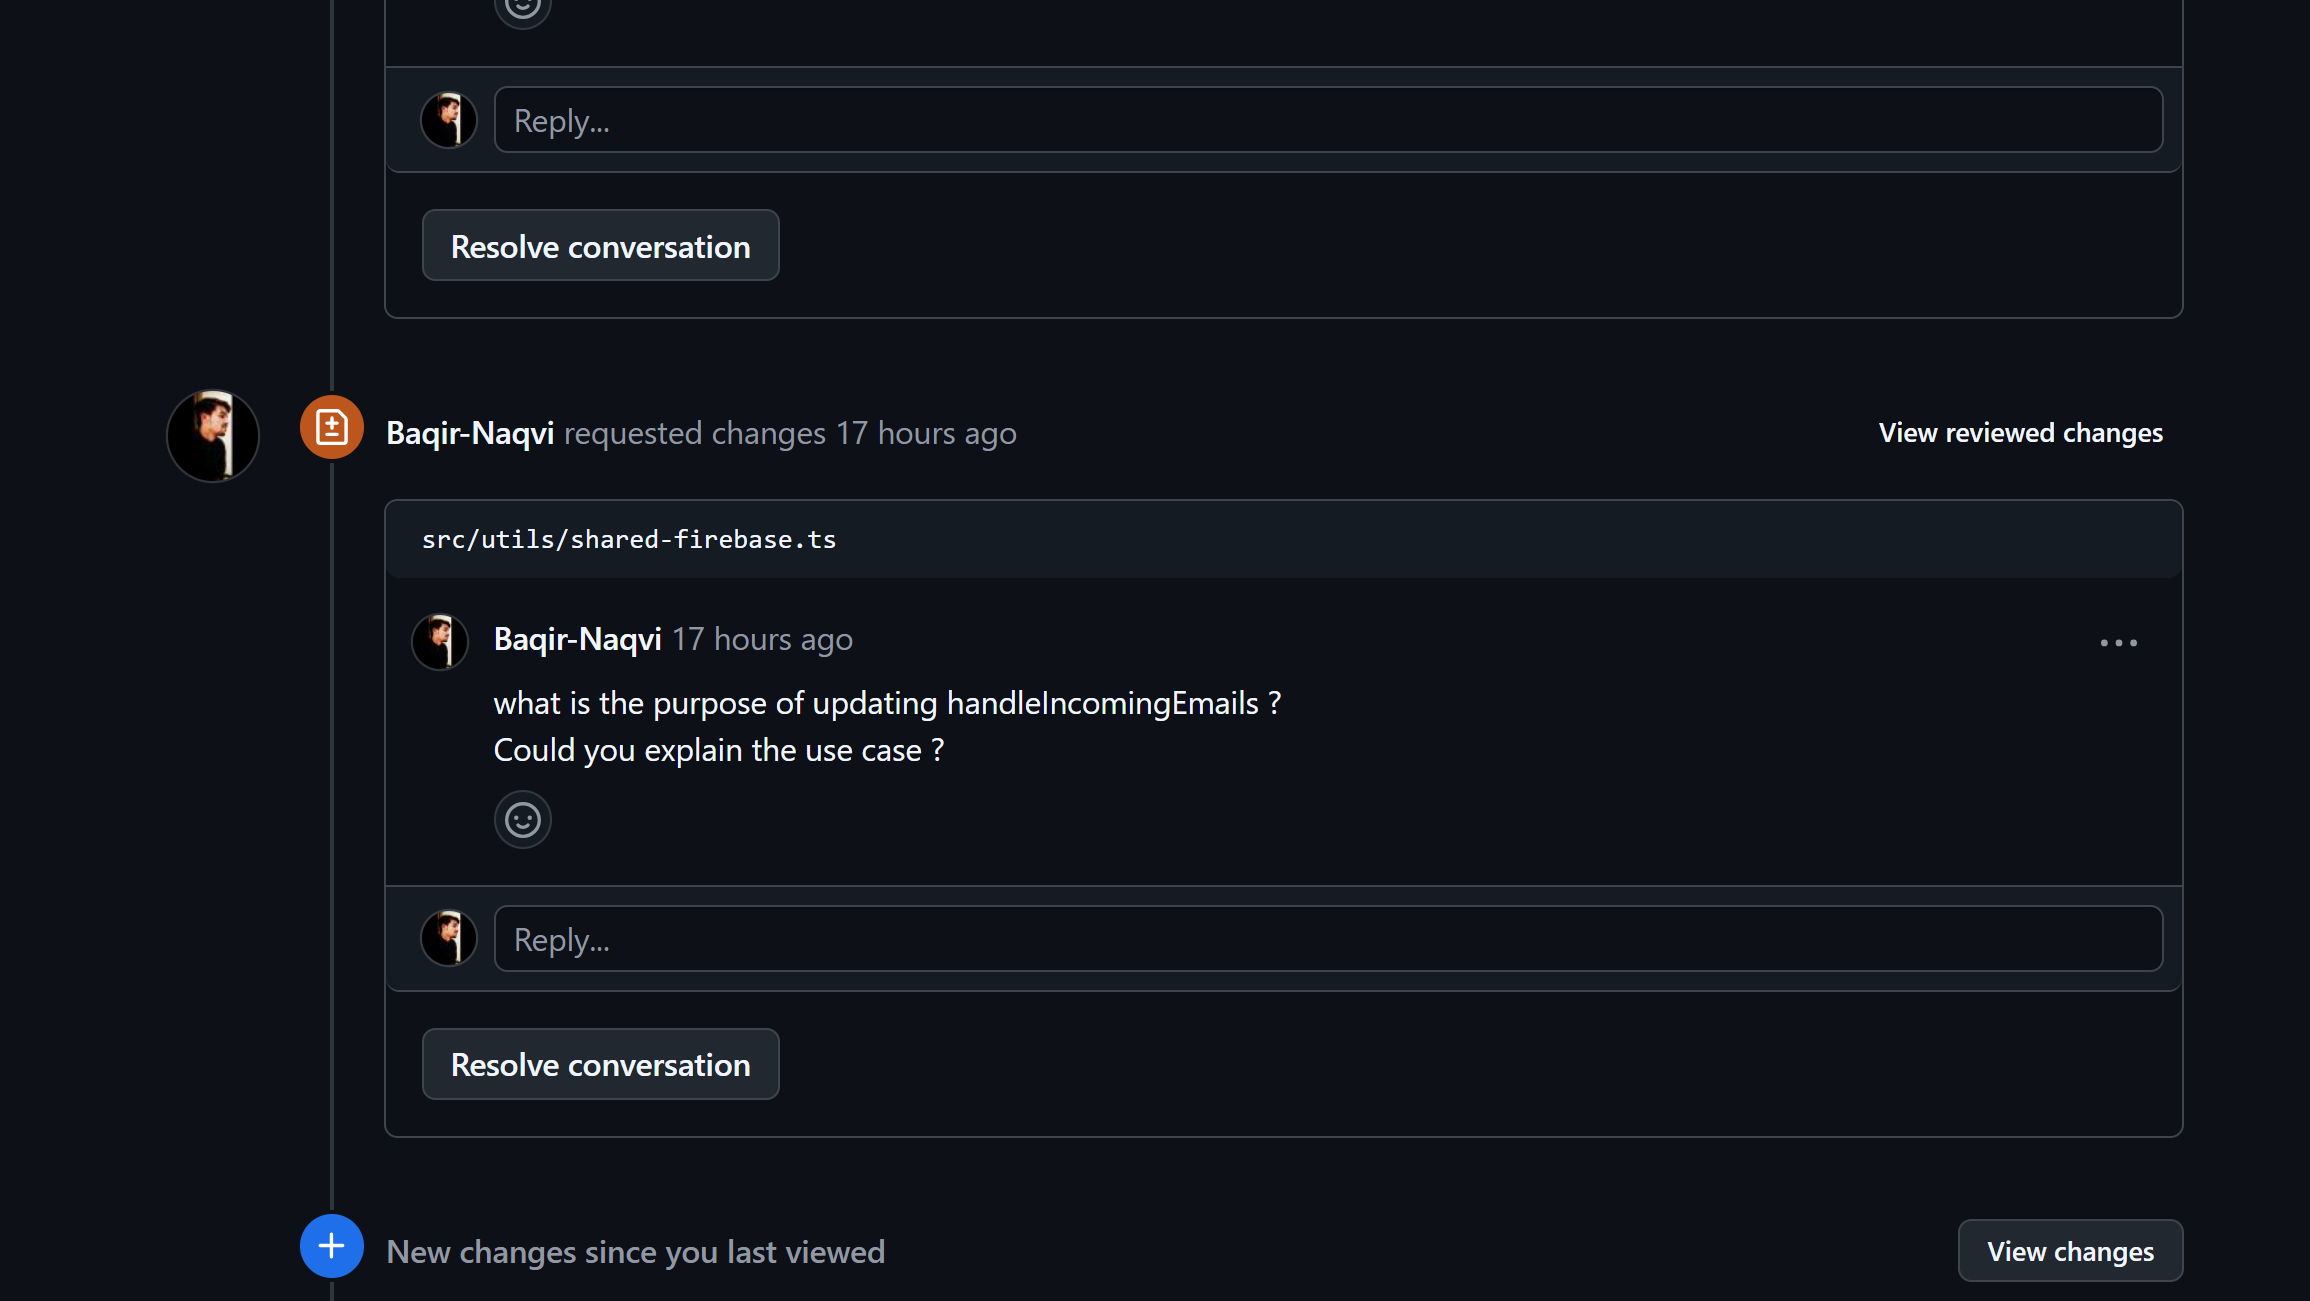 Reply...
Resolve conversation
Baqir-Naqvi requested changes 17 hours ago
View reviewed changes
src/utils/shared-firebase.ts
Baqir-Naqvi 17 hours ago
what is the purpose of updating handleIncomingEmails ?
Could you explain the use case ?
Reply...
Resolve conversation
New changes since you last viewed
View changes